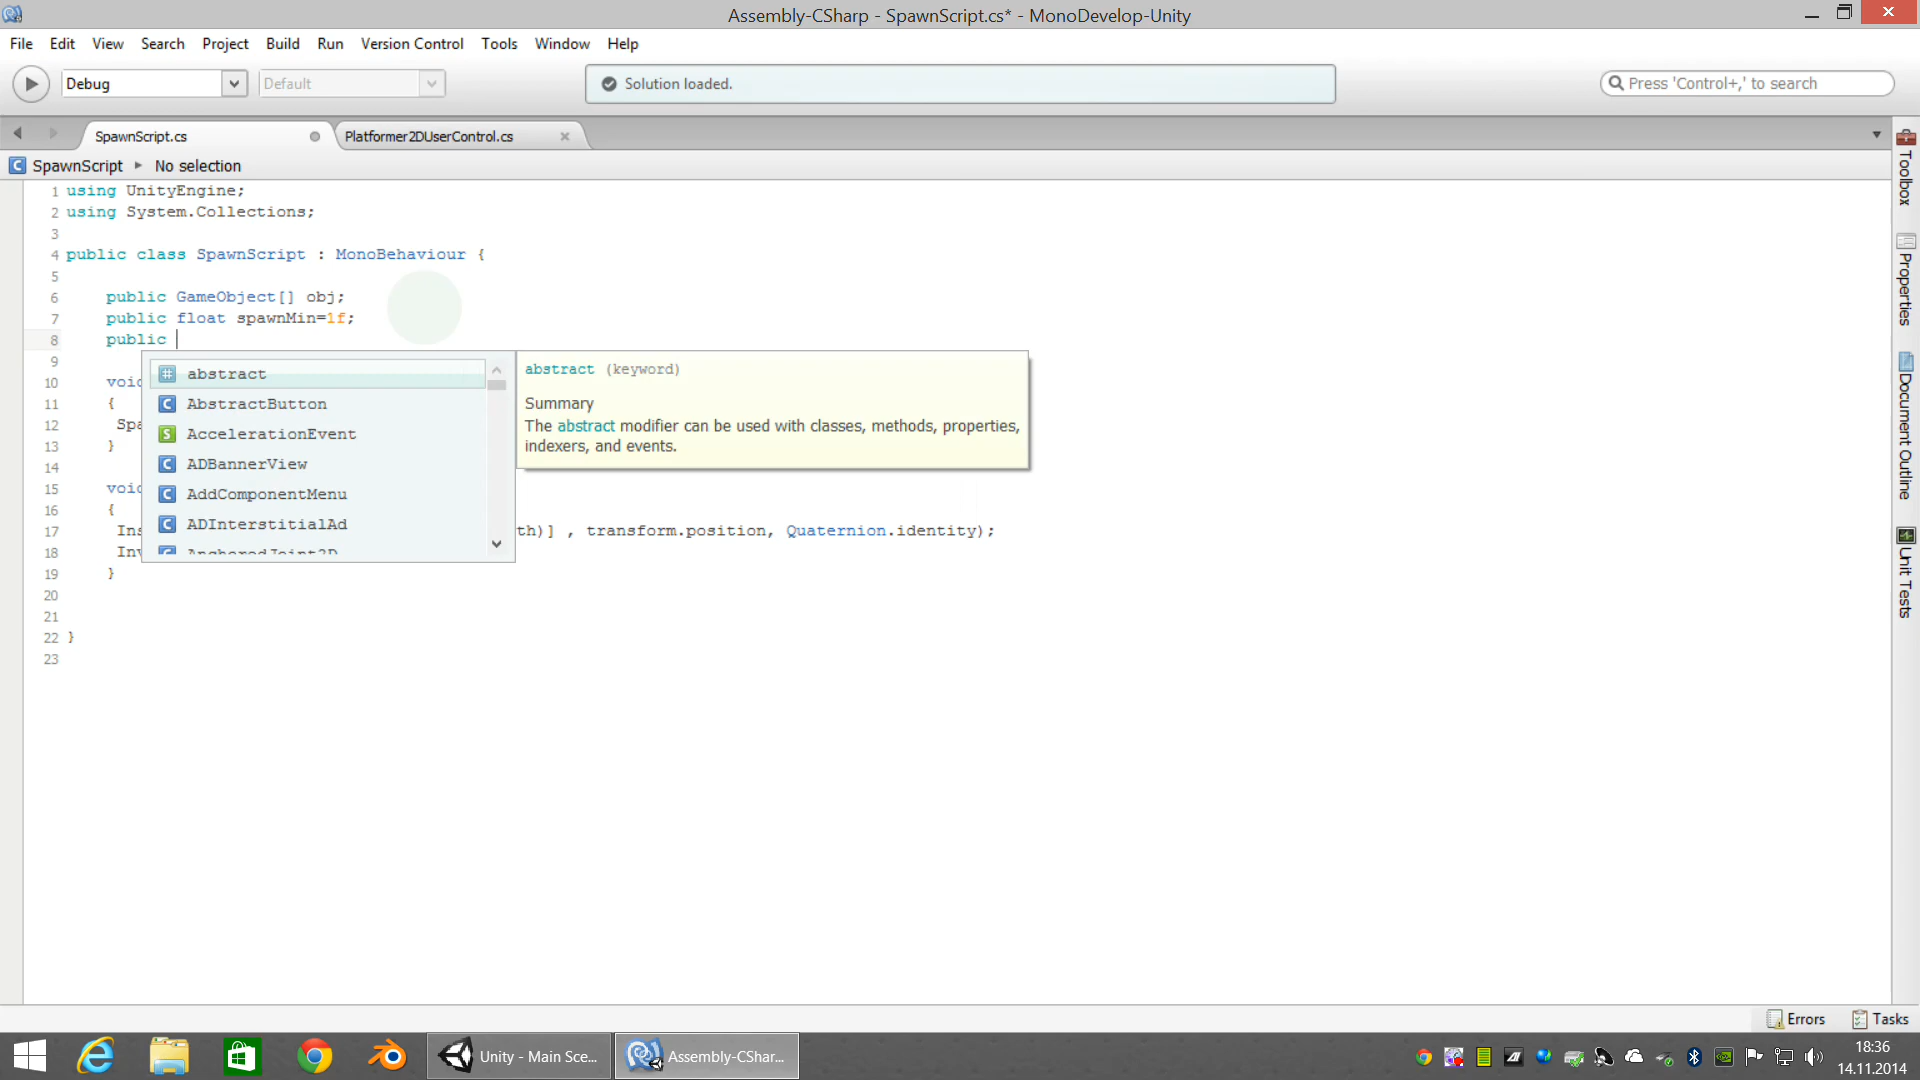 Assembly-CSharp - SpawnScript.cs* - MonoDevelop-Unity
File Edit View Search Project Build Run Version Control Tools Window Help
Debug Default Solution loaded. Press 'Control+,' to search
SpawnScript.cs Platformer2DUserControl.cs
SpawnScript No selection
1 using UnityEngine;
2 using System.Collections;
3
4 public class SpawnScript : MonoBehaviour {
5
6 public GameObject[] obj;
7 public float spawnMin=1f;
8 public
9
10 void
11 {
12 Spa
13 }
14
15 void
16 {
17 Ins th)] , transform.position, Quaternion.identity);
18 Inv
19 }
20
21
22 }
23
abstract
AbstractButton
AccelerationEvent
ADBannerView
AddComponentMenu
ADInterstitialAd
AnchoredJoint2D
abstract (keyword)
Summary
The abstract modifier can be used with classes, methods, properties,
indexers, and events.
Toolbox
Properties
Document Outline
Unit Tests
Errors Tasks
Unity - Main Sce...
Assembly-CShar...
18:36
14.11.2014